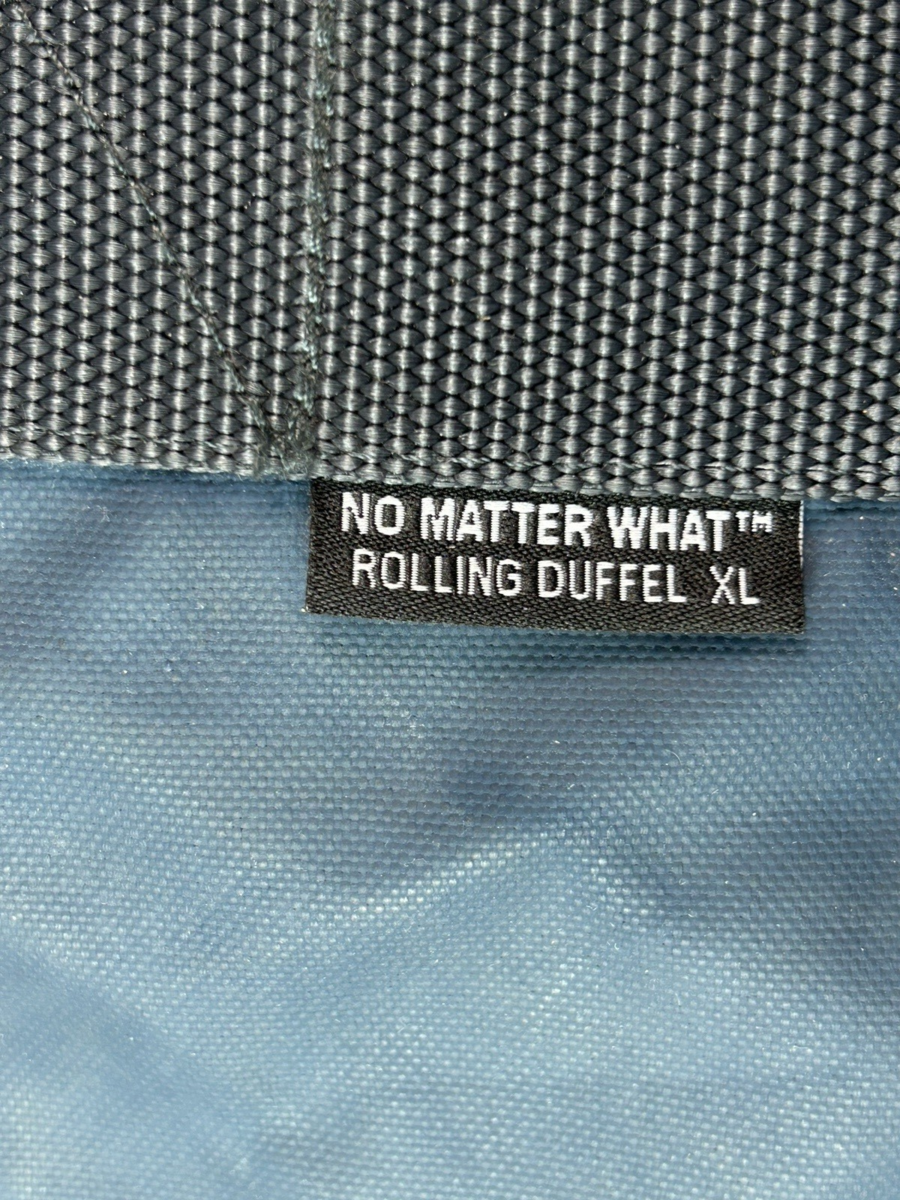 NO MATTER WHAT™
ROLLING DUFFEL XL